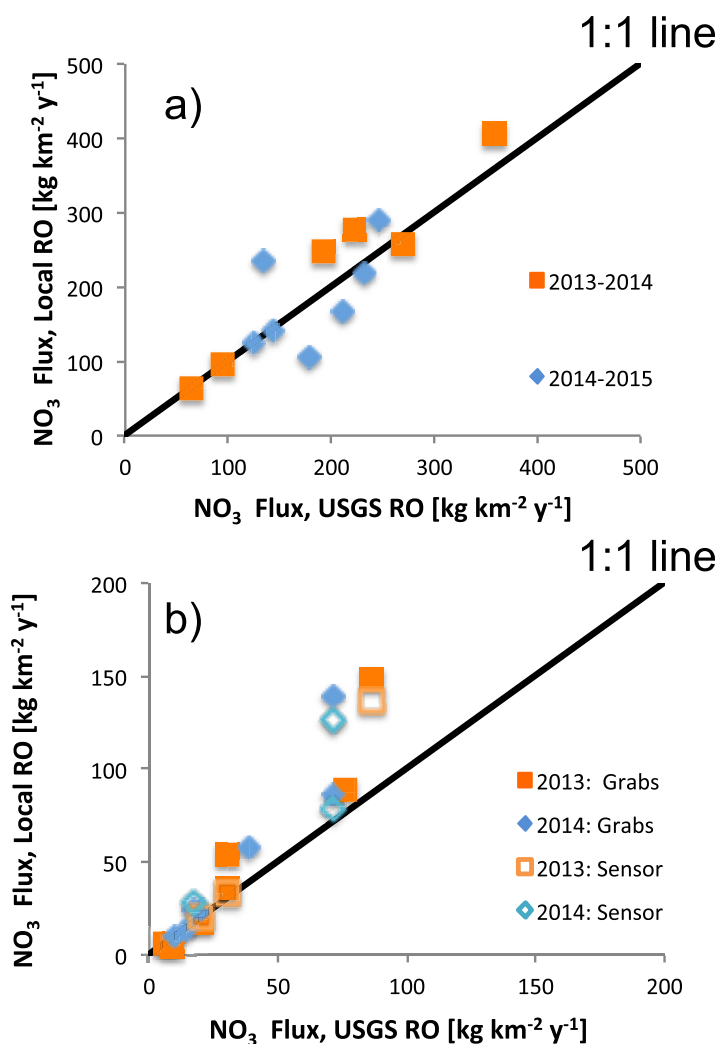 1:1 line
a)
500
400
300
200
100
0
0 100 200 300 400 500
NO₃ Flux, Local RO [kg km⁻² y⁻¹]
NO₃ Flux, USGS RO [kg km⁻² y⁻¹]
2013-2014
2014-2015
1:1 line
b)
200
150
100
50
0
0 50 100 150 200
NO₃ Flux, Local RO [kg km⁻² y⁻¹]
NO₃ Flux, USGS RO [kg km⁻² y⁻¹]
2013: Grabs
2014: Grabs
2013: Sensor
2014: Sensor